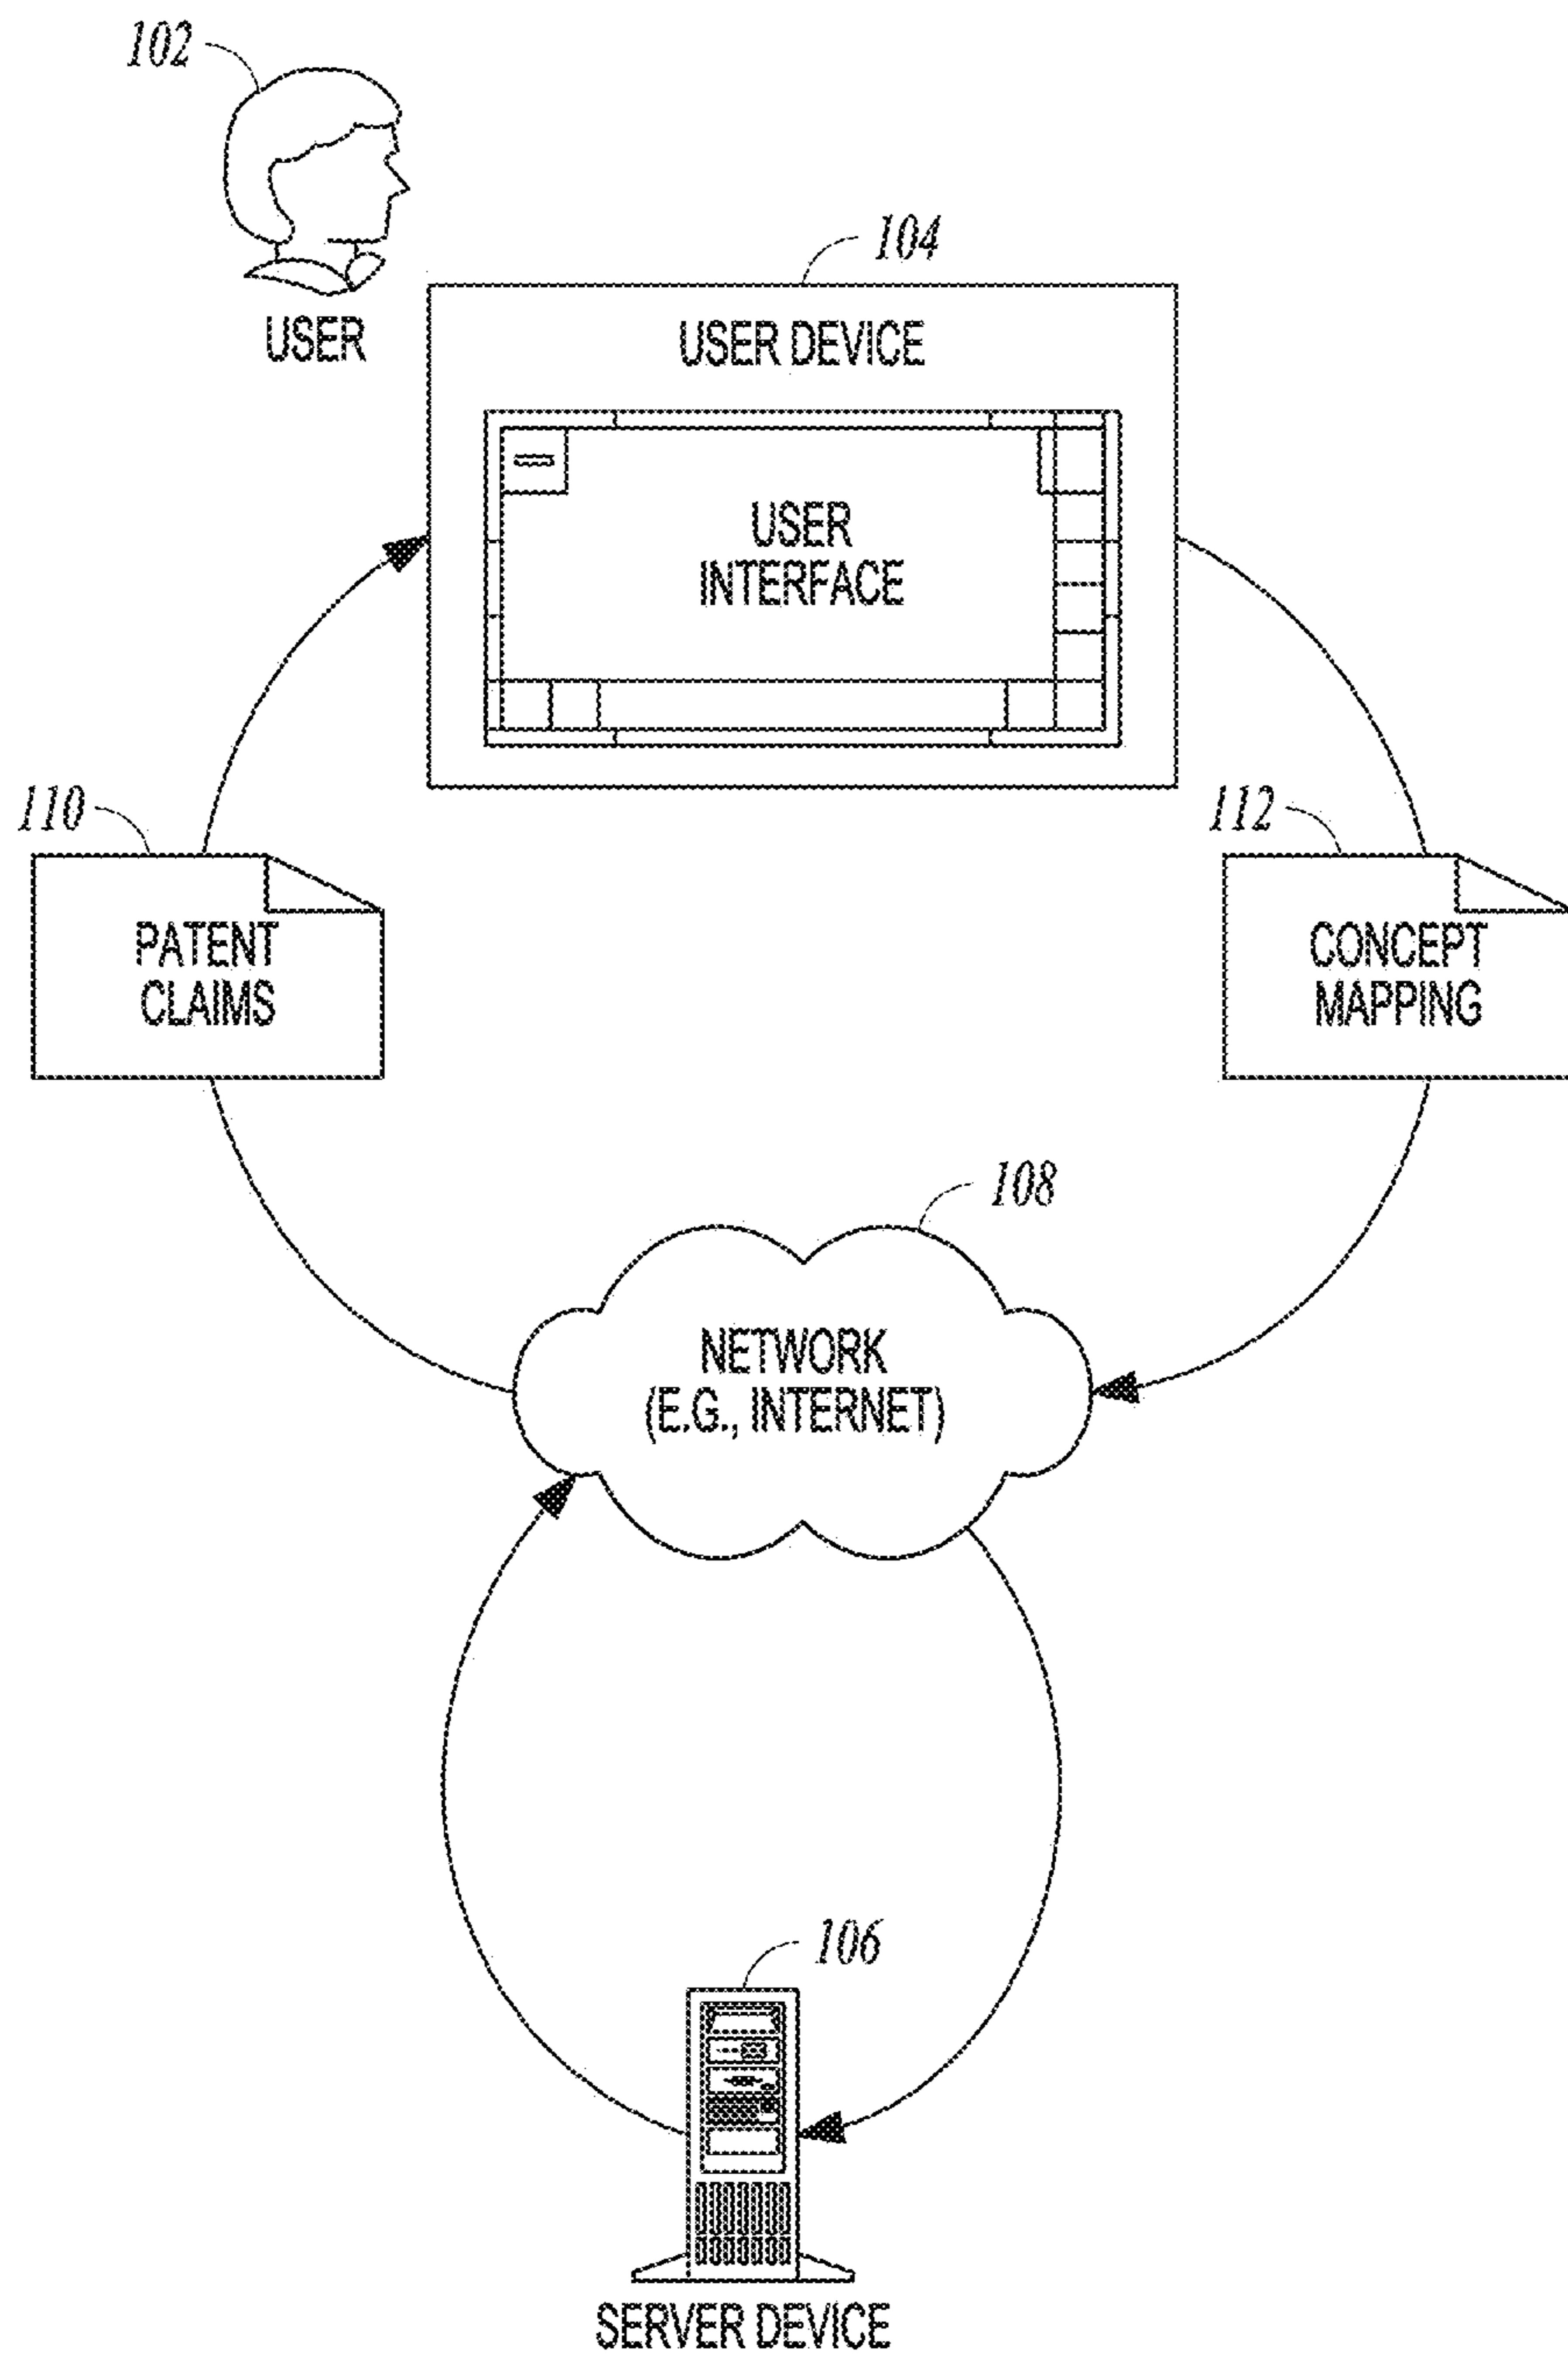 102
USER
104
USER DEVICE
USER
INTERFACE
110
PATENT
CLAIMS
112
CONCEPT
MAPPING
108
NETWORK
(E.G., INTERNET)
106
SERVER DEVICE